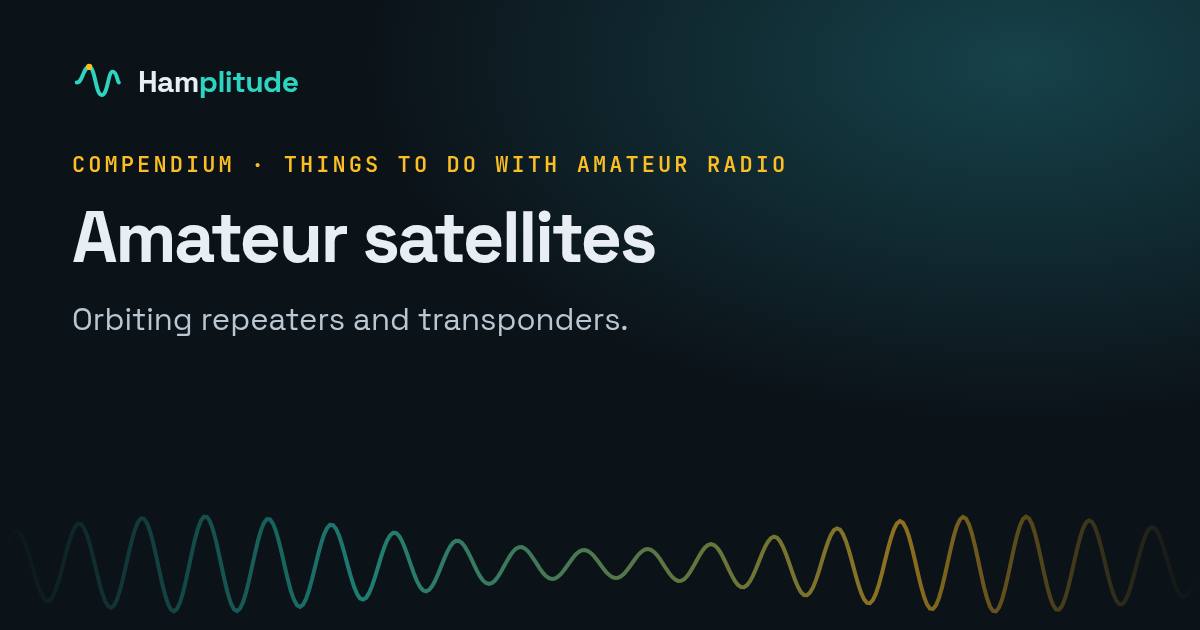 Hamplitude
COMPENDIUM · THINGS TO DO WITH AMATEUR RADIO
Amateur satellites
Orbiting repeaters and transponders.